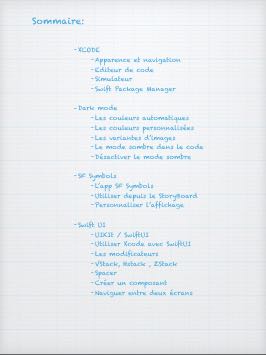 Sommaire:
-XCODE
-Apparence et navigation
-Editeur de code
-Simulateur
-Swift Package Manager
-Dark mode
-Les couleurs automatiques
-Les couleurs personnalisées
-Les variantes d'images
-Le mode sombre dans le code
-Désactiver le mode sombre
-SF Symbols
-L'app SF Symbols
-Utiliser depuis le StoryBoard
-Personnaliser l'affichage
-Swift UI
-UIKit / SwiftUI
-Utiliser Xcode avec SwiftUI
-Les modificateurs
-VStack, Hstack , ZStack
-Spacer
-Créer un composant
-Naviguer entre deux écrans